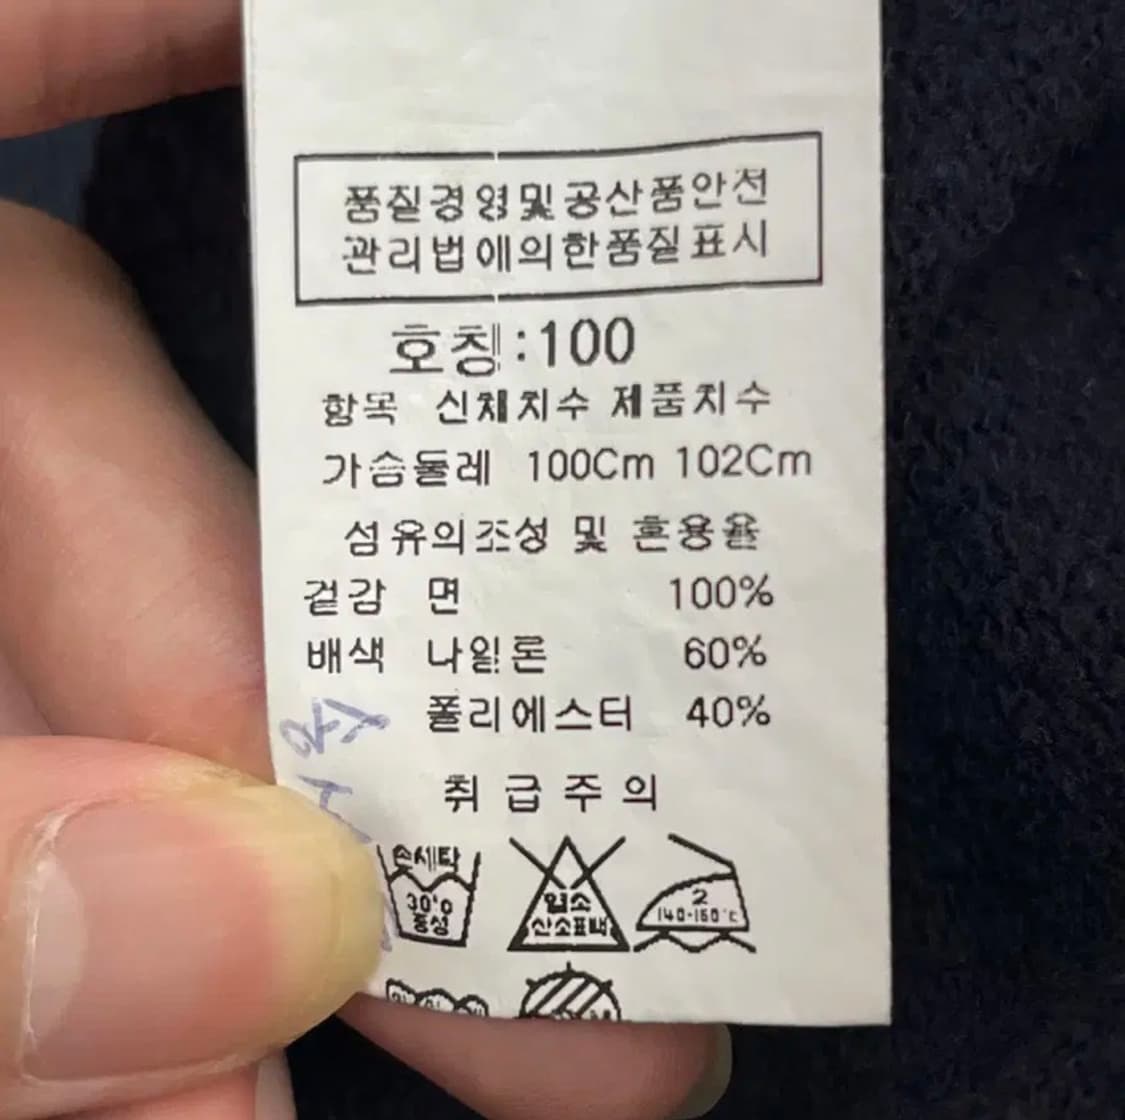 품질경영및공산품안전
관리법에의한품질표시
호칭:100
항목 신체치수 제품치수
가슴둘레 100Cm 102Cm
섬유의조성 및 혼용율
겉감 면 100%
배색 나일론 60%
폴리에스터 40%
취급주의
손세탁
30°C
중성
염소
산소표백
2
140-160°C